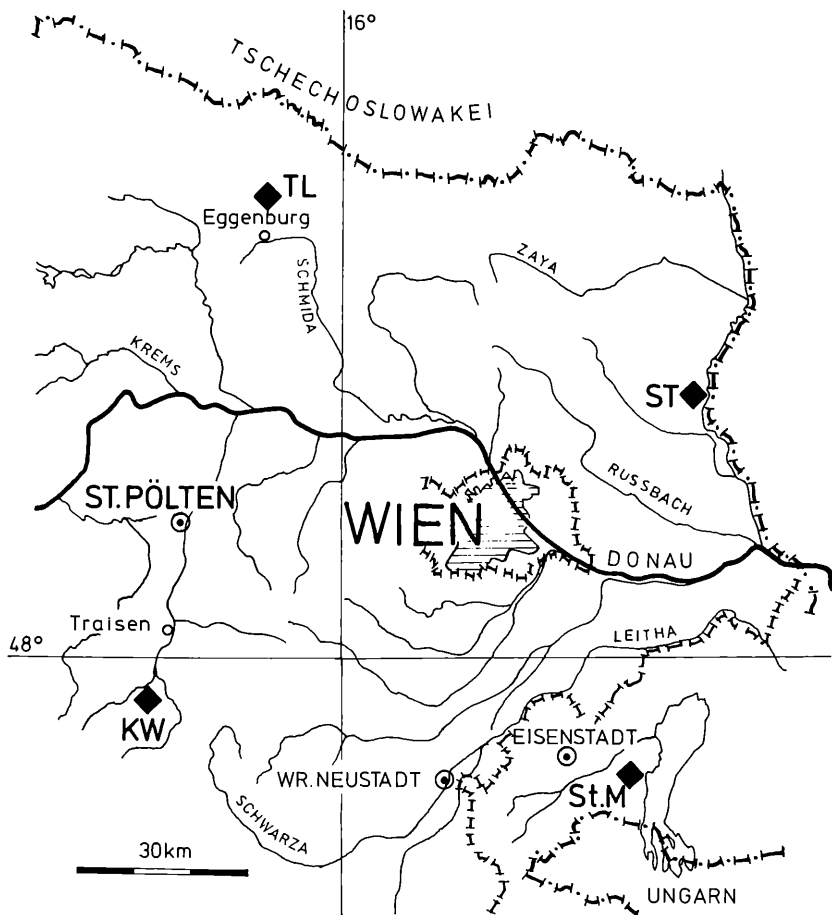 16°
TSCHECHOSLOWAKEI
TL
Eggenburg
ZAYA
SCHMIDA
KREMS
ST
ST. PÖLTEN
WIEN
RUSSBACH
DONAU
Traisen
LEITHA
48°
KW
EISENSTADT
WR. NEUSTADT
St.M
SCHWARZA
30km
UNGARN